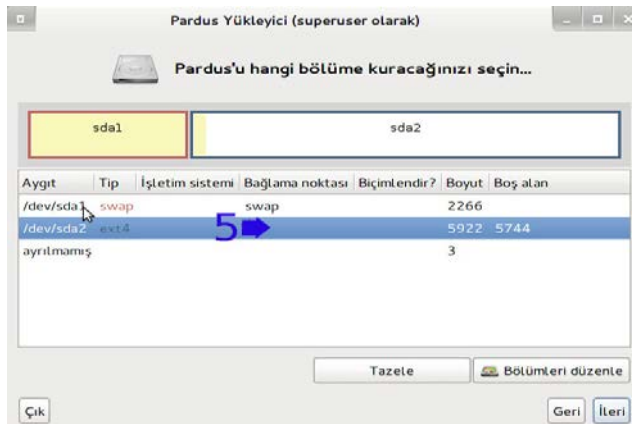 Pardus Yükleyici (superuser olarak)
Pardus'u hangi bölüme kuracağınızı seçin...
sda1 sda2
Aygıt Tip İşletim sistemi Bağlama noktası Biçimlendir? Boyut Boş alan
/dev/sda1 swap swap 2266
/dev/sda2 ext4 5922 5744
5
ayrılmamış 3
Tazele Bölümleri düzenle
Çık Geri İleri